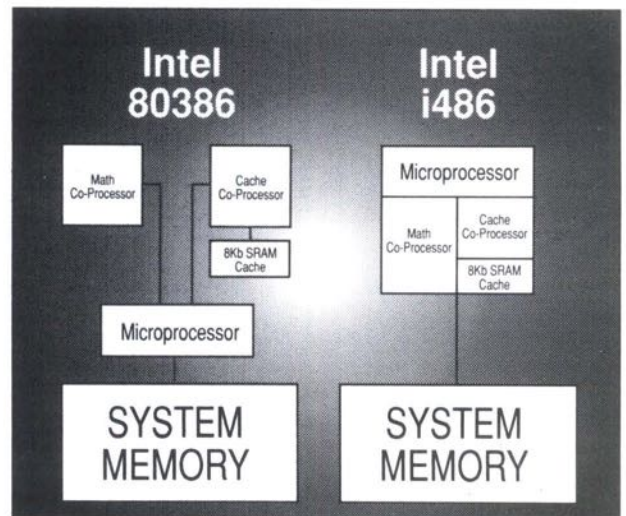 Intel
80386
Math
Co-Processor
Cache
Co-Processor
8Kb SRAM
Cache
Microprocessor
SYSTEM
MEMORY
Intel
i486
Microprocessor
Math
Co-Processor
Cache
Co-Processor
8Kb SRAM
Cache
SYSTEM
MEMORY